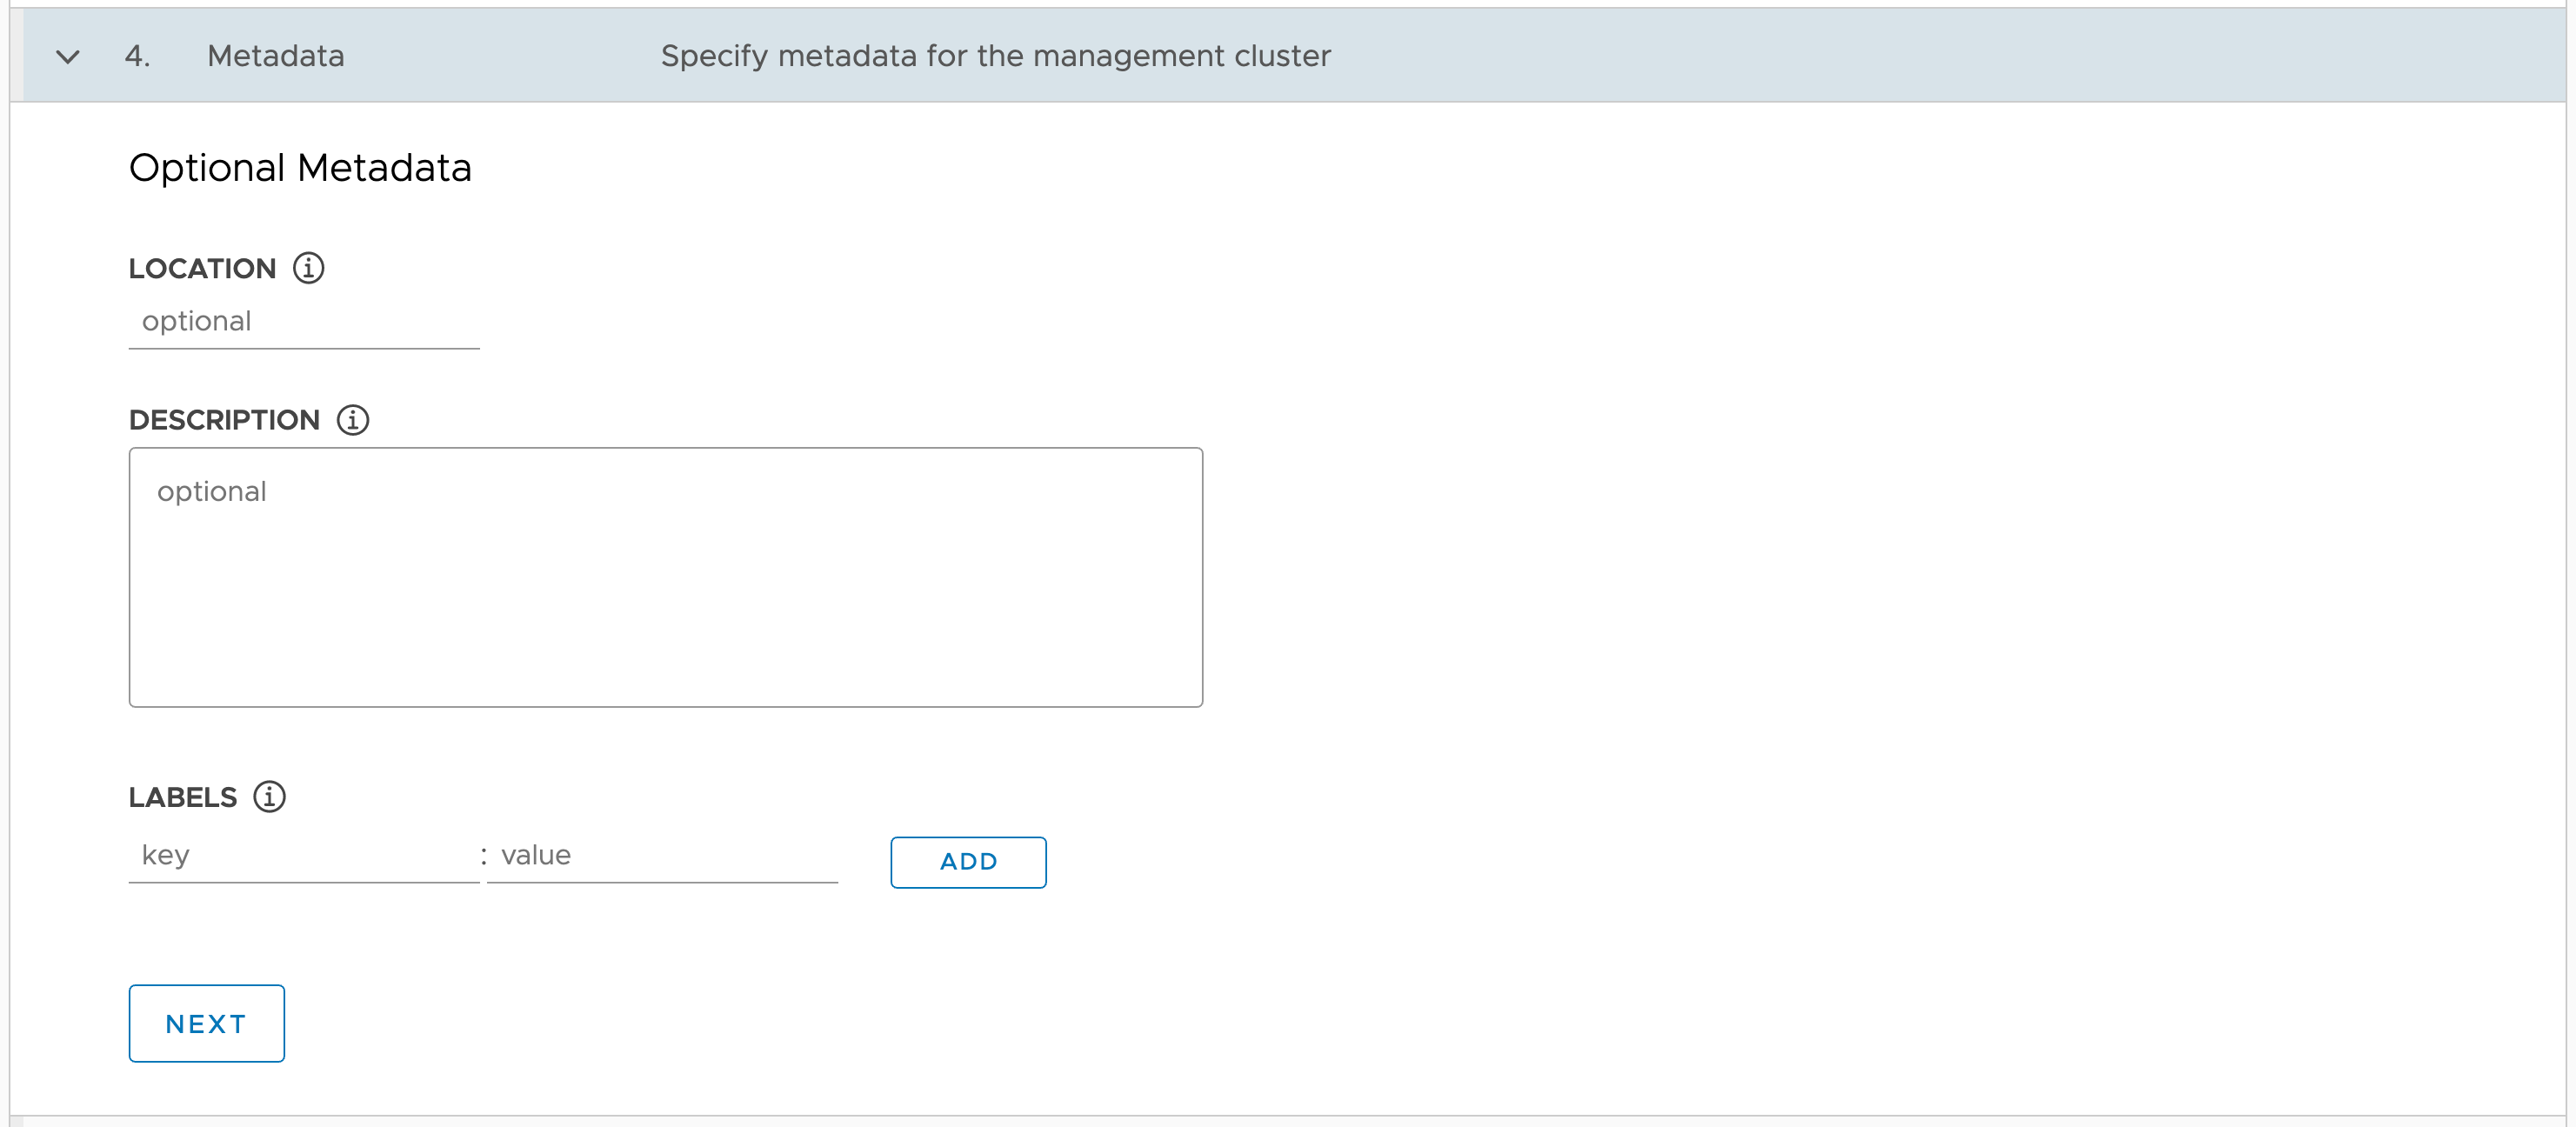 4. Metadata Specify metadata for the management cluster
Optional Metadata
LOCATION
optional
DESCRIPTION
optional
LABELS
key : value ADD
NEXT